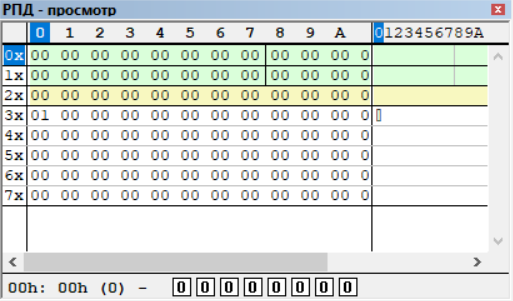 РПД - просмотр
0 1 2 3 4 5 6 7 8 9 A 0123456789A
0x 00 00 00 00 00 00 00 00 00 00 00 0
1x 00 00 00 00 00 00 00 00 00 00 00 0
2x 00 00 00 00 00 00 00 00 00 00 00 0
3x 01 00 00 00 00 00 00 00 00 00 00 0
4x 00 00 00 00 00 00 00 00 00 00 00 0
5x 00 00 00 00 00 00 00 00 00 00 00 0
6x 00 00 00 00 00 00 00 00 00 00 00 0
7x 00 00 00 00 00 00 00 00 00 00 00 0
00h: 00h (0) - 0 0 0 0 0 0 0 0